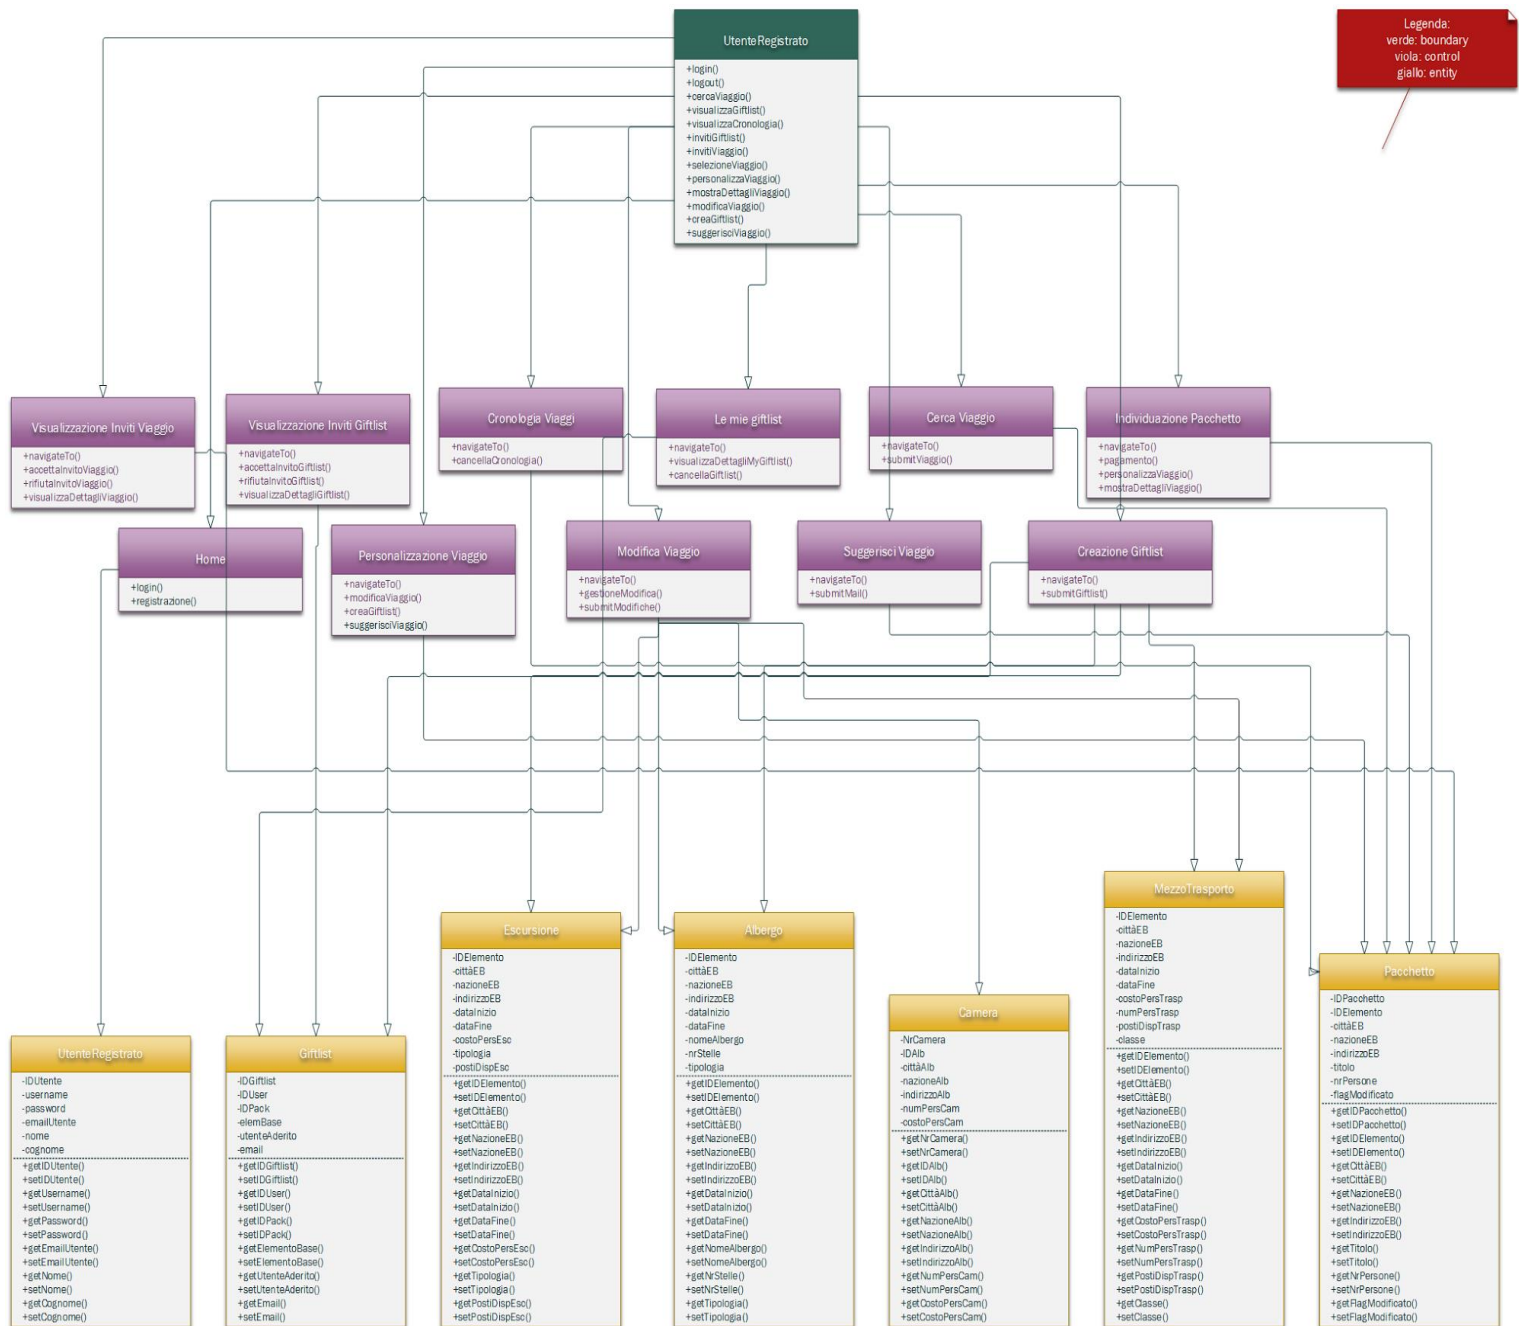 UtenteRegistrato
+login()
+logout()
+cercaViaggio()
+visualizzaGiftlist()
+visualizzaCronologia()
+invitiGiftlist()
+invitiViaggio()
+selezioneViaggio()
+personalizzaViaggio()
+mostraDettagliViaggio()
+modificaViaggio()
+creaGiftlist()
+suggerisciViaggio()
Legenda:
verde: boundary
viola: control
giallo: entity
Visualizzazione Inviti Viaggio
+navigateTo()
+accettaInvitoViaggio()
+rifiutaInvitoViaggio()
+visualizzaDettagliViaggio()
Visualizzazione Inviti Giftlist
+navigateTo()
+accettaInvitoGiftlist()
+rifiutaInvitoGiftlist()
+visualizzaDettagliGiftlist()
Cronologia Viaggi
+navigateTo()
+cancellaCronologia()
Le mie giftlist
+navigateTo()
+visualizzaDettagliMyGiftlist()
+cancellaGiftlist()
Cerca Viaggio
+navigateTo()
+submitViaggio()
Individuazione Pacchetto
+navigateTo()
+pagamento()
+personalizzaViaggio()
+mostraDettagliViaggio()
Home
+login()
+registrazione()
Personalizzazione Viaggio
+navigateTo()
+modificaViaggio()
+creaGiftlist()
+suggerisciViaggio()
Modifica Viaggio
+navigateTo()
+gestioneModifica()
+submitModifiche()
Suggerisci Viaggio
+navigateTo()
+submitMail()
Creazione Giftlist
+navigateTo()
+submitGiftlist()
UtenteRegistrato
-IDUtente
-username
-password
-emailUtente
-nome
-cognome
+getIDUtente()
+setIDUtente()
+getUsername()
+setUsername()
+getPassword()
+setPassword()
+getEmailUtente()
+setEmailUtente()
+getNome()
+setNome()
+getCognome()
+setCognome()
Giftlist
-IDGiftlist
-IDUser
-IDPack
-elemBase
-utenteAderito
-email
+getIDGiftlist()
+setIDGiftlist()
+getIDUser()
+setIDUser()
+getIDPack()
+setIDPack()
+getElementoBase()
+setElementoBase()
+getUtenteAderito()
+setUtenteAderito()
+getEmail()
+setEmail()
Escursione
-IDElemento
-cittàEB
-nazioneEB
-indirizzoEB
-dataInizio
-dataFine
-costoPersEsc
-tipologia
-postiDispEsc
+getIDElemento()
+setIDElemento()
+getCittàEB()
+setCittàEB()
+getNazioneEB()
+setNazioneEB()
+getIndirizzoEB()
+setIndirizzoEB()
+getDataInizio()
+setDataInizio()
+getDataFine()
+setDataFine()
+getCostoPersEsc()
+setCostoPersEsc()
+getTipologia()
+setTipologia()
+getPostiDispEsc()
+setPostiDispEsc()
Albergo
-IDElemento
-cittàEB
-nazioneEB
-indirizzoEB
-dataInizio
-dataFine
-nomeAlbergo
-nrStelle
-tipologia
+getIDElemento()
+setIDElemento()
+getCittàEB()
+setCittàEB()
+getNazioneEB()
+setNazioneEB()
+getIndirizzoEB()
+setIndirizzoEB()
+getDataInizio()
+setDataInizio()
+getDataFine()
+setDataFine()
+getNomeAlbergo()
+setNomeAlbergo()
+getNrStelle()
+setNrStelle()
+getTipologia()
+setTipologia()
Camera
-NrCamera
-IDAlb
-cittàAlb
-nazioneAlb
-indirizzoAlb
-numPersCam
-costoPersCam
+getNrCamera()
+setNrCamera()
+getIDAlb()
+setIDAlb()
+getCittàAlb()
+setCittàAlb()
+getNazioneAlb()
+setNazioneAlb()
+getIndirizzoAlb()
+setIndirizzoAlb()
+getNumPersCam()
+setNumPersCam()
+getCostoPersCam()
+setCostoPersCam()
MezzoTrasporto
-IDElemento
-cittàEB
-nazioneEB
-indirizzoEB
-dataInizio
-dataFine
-costoPersTrasp
-numPersTrasp
-postiDispTrasp
-classe
+getIDElemento()
+setIDElemento()
+getCittàEB()
+setCittàEB()
+getNazioneEB()
+setNazioneEB()
+getIndirizzoEB()
+setIndirizzoEB()
+getDataInizio()
+setDataInizio()
+getDataFine()
+setDataFine()
+getCostoPersTrasp()
+setCostoPersTrasp()
+getNumPersTrasp()
+setNumPersTrasp()
+getPostiDispTrasp()
+setPostiDispTrasp()
+getClasse()
+setClasse()
Pacchetto
-IDPacchetto
-IDElemento
-cittàEB
-nazioneEB
-indirizzoEB
-titolo
-nrPersone
-flagModificato
+getIDPacchetto()
+setIDPacchetto()
+getIDElemento()
+setIDElemento()
+getCittàEB()
+setCittàEB()
+getNazioneEB()
+setNazioneEB()
+getIndirizzoEB()
+setIndirizzoEB()
+getTitolo()
+setTitolo()
+getNrPersone()
+setNrPersone()
+getFlagModificato()
+setFlagModificato()